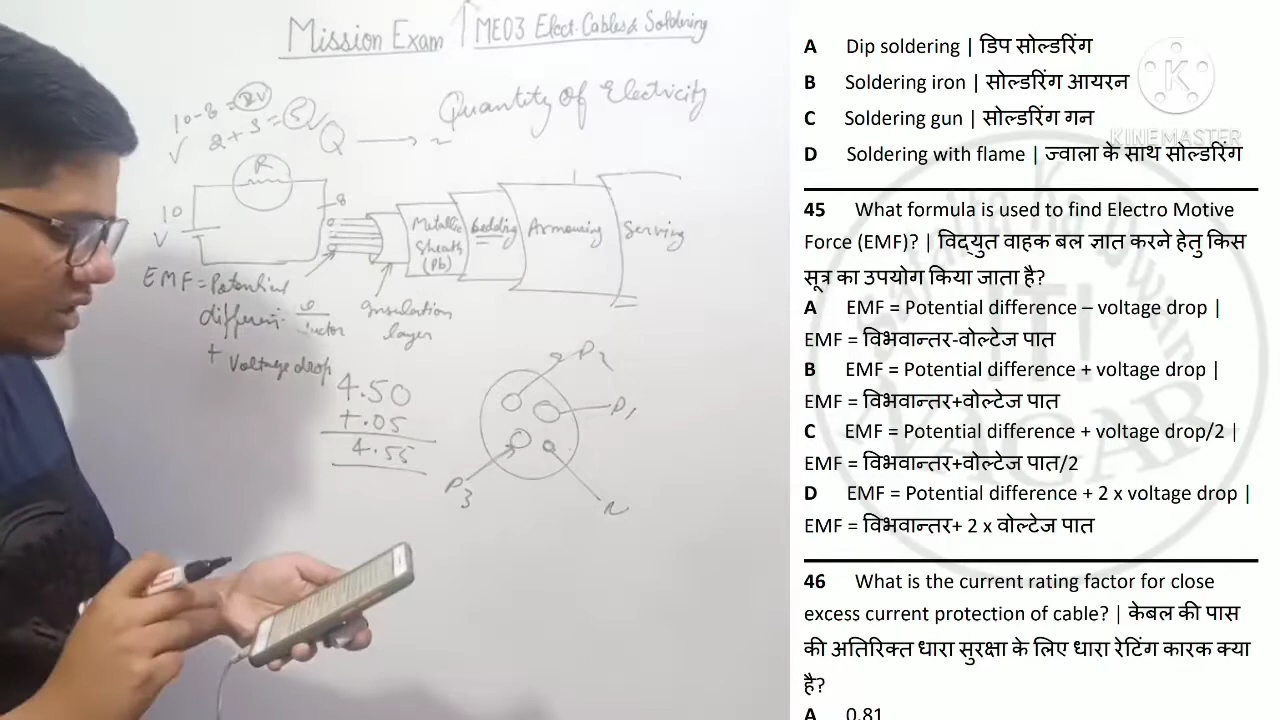 Mission Exam ME03 Elect. Cables & Soldering
Quantity of Electricity
10-8 = 2V
2 + 3 = 5V
Q
R
10
V
8
Metallic
Sheath
(Pb)
bedding
Armouring
Serving
EMF = Potential
differen
+ Voltage drop
insulation
layer
4.50
+.05
4.55
P2
P1
P3
N
A Dip soldering | डिप सोल्डरिंग
B Soldering iron | सोल्डरिंग आयरन
C Soldering gun | सोल्डरिंग गन
D Soldering with flame | ज्वाला के साथ सोल्डरिंग
K
KINEMASTER
45 What formula is used to find Electro Motive
Force (EMF)? | विद्युत वाहक बल ज्ञात करने हेतु किस
सूत्र का उपयोग किया जाता है?
A EMF = Potential difference – voltage drop |
EMF = विभवान्तर-वोल्टेज पात
B EMF = Potential difference + voltage drop |
EMF = विभवान्तर+वोल्टेज पात
C EMF = Potential difference + voltage drop/2 |
EMF = विभवान्तर+वोल्टेज पात/2
D EMF = Potential difference + 2 x voltage drop |
EMF = विभवान्तर+ 2 x वोल्टेज पात
46 What is the current rating factor for close
excess current protection of cable? | केबल की पास
की अतिरिक्त धारा सुरक्षा के लिए धारा रेटिंग कारक क्या
है?
A 0.81
ITI
NAGAR